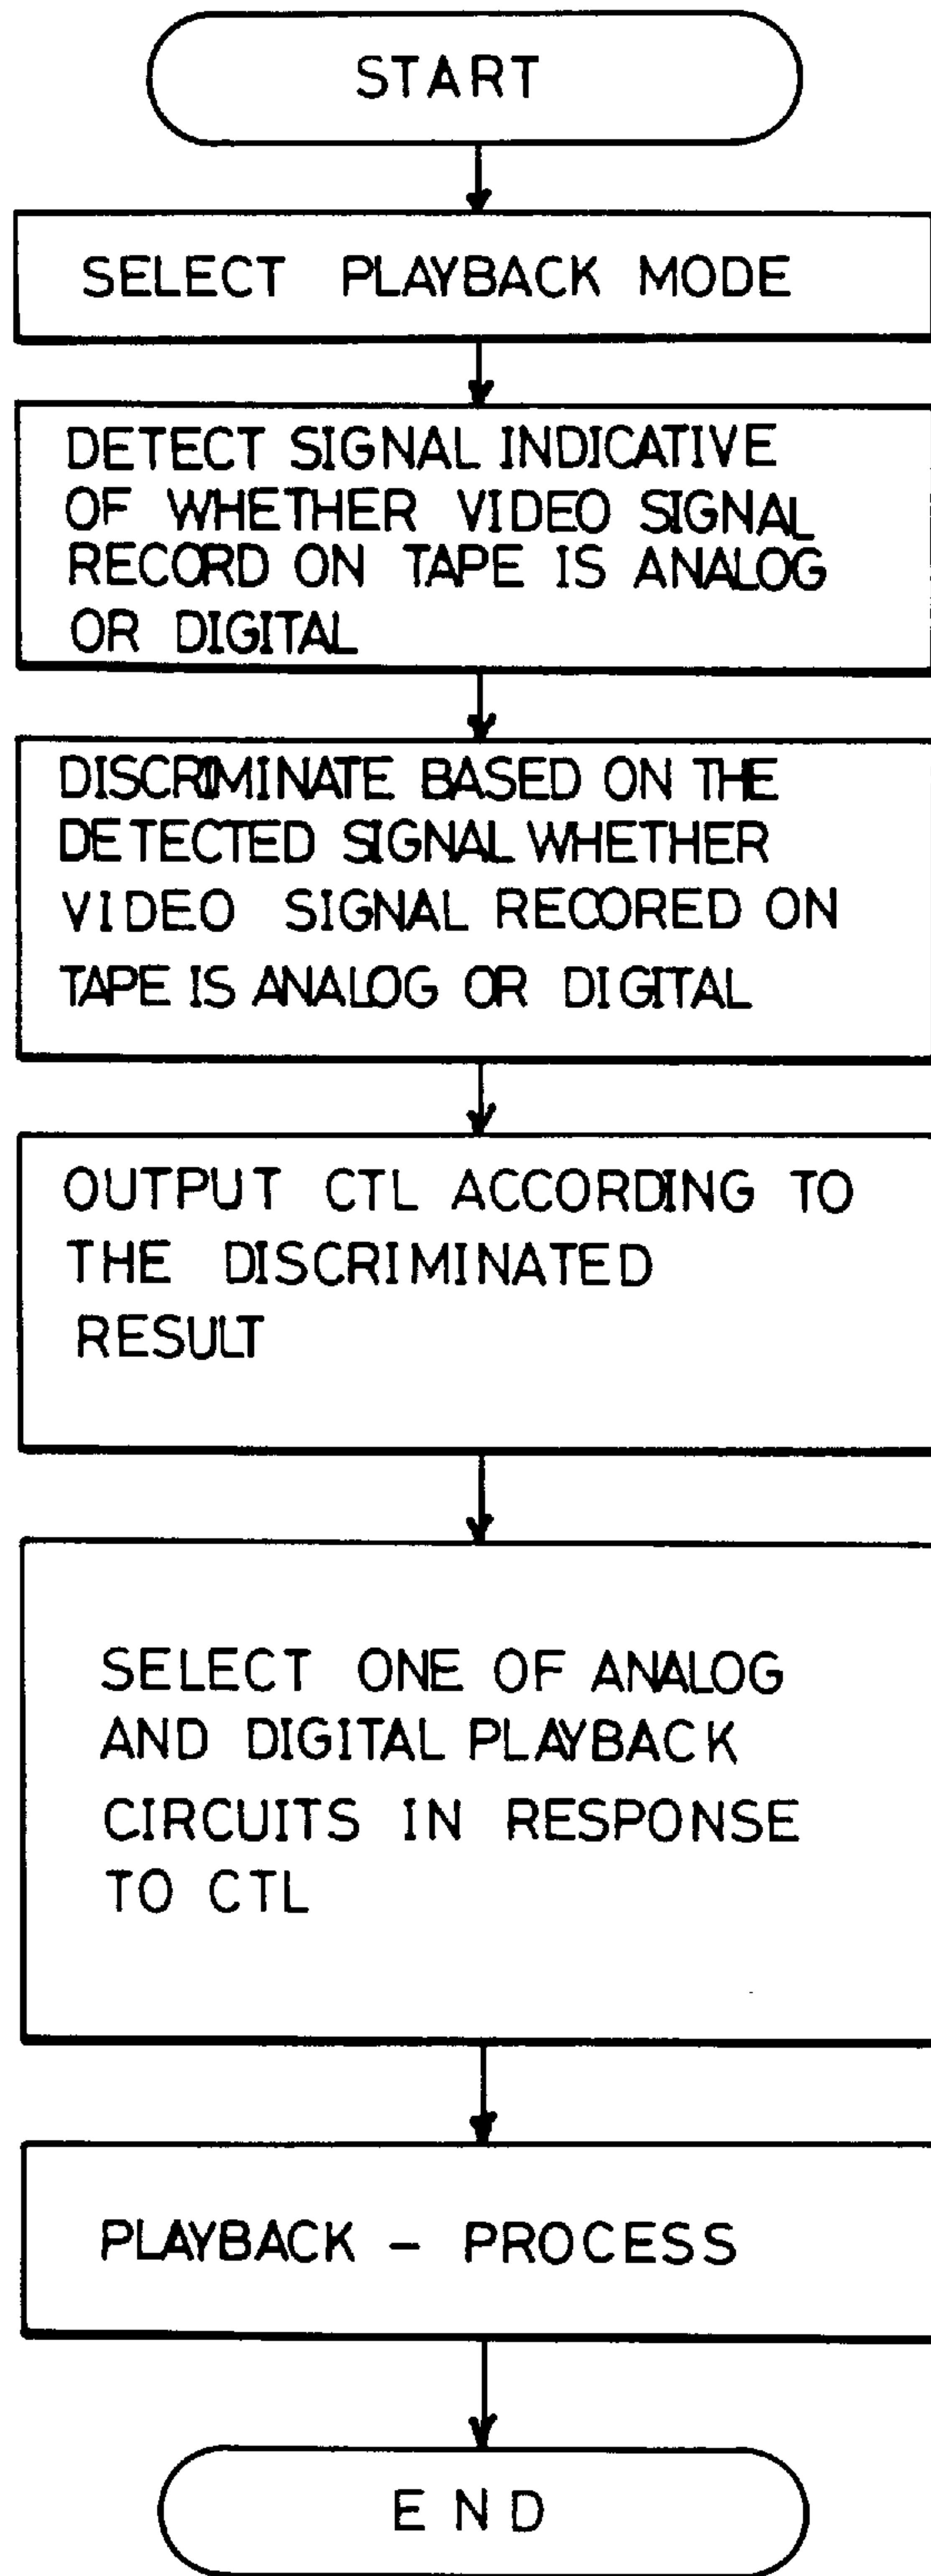 START
SELECT PLAYBACK MODE
DETECT SIGNAL INDICATIVE
OF WHETHER VIDEO SIGNAL
RECORD ON TAPE IS ANALOG
OR DIGITAL
DISCRIMINATE BASED ON THE
DETECTED SIGNAL WHETHER
VIDEO SIGNAL RECORED ON
TAPE IS ANALOG OR DIGITAL
OUTPUT CTL ACCORDING TO
THE DISCRIMINATED
RESULT
SELECT ONE OF ANALOG
AND DIGITAL PLAYBACK
CIRCUITS IN RESPONSE
TO CTL
PLAYBACK - PROCESS
END